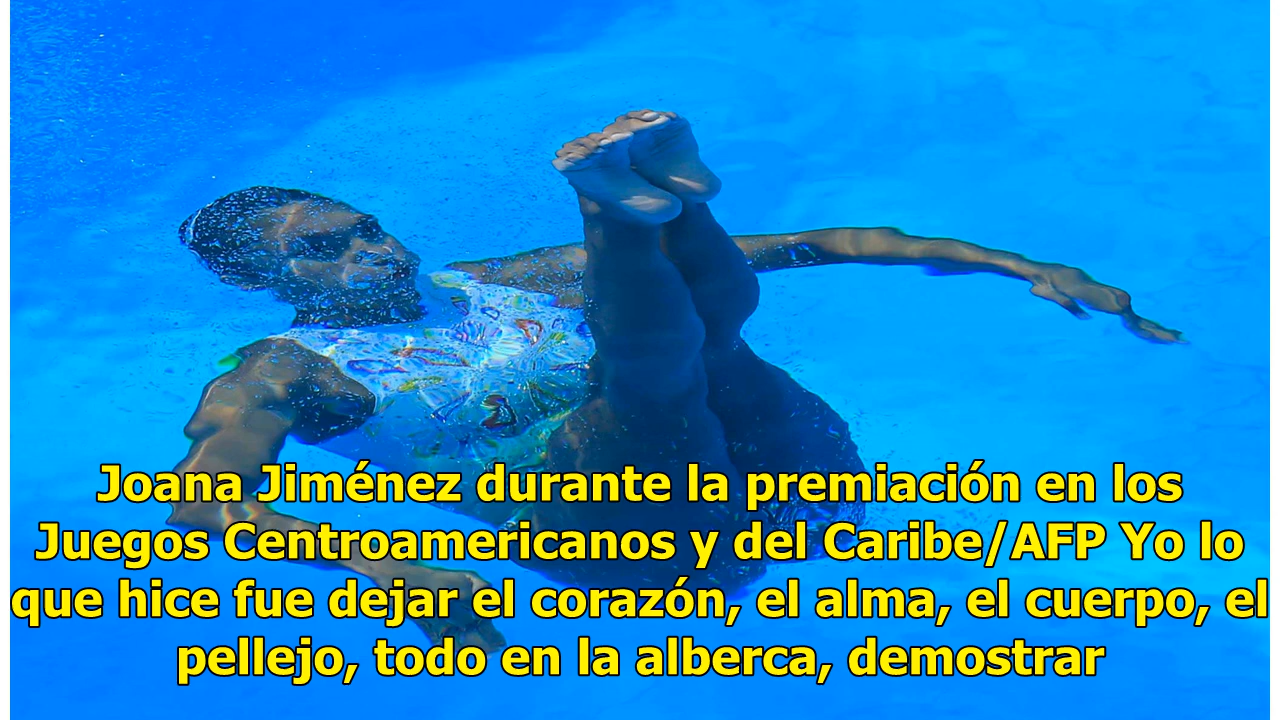 Joana Jiménez durante la premiación en los
Juegos Centroamericanos y del Caribe/AFP Yo lo
que hice fue dejar el corazón, el alma, el cuerpo, el
pellejo, todo en la alberca, demostrar